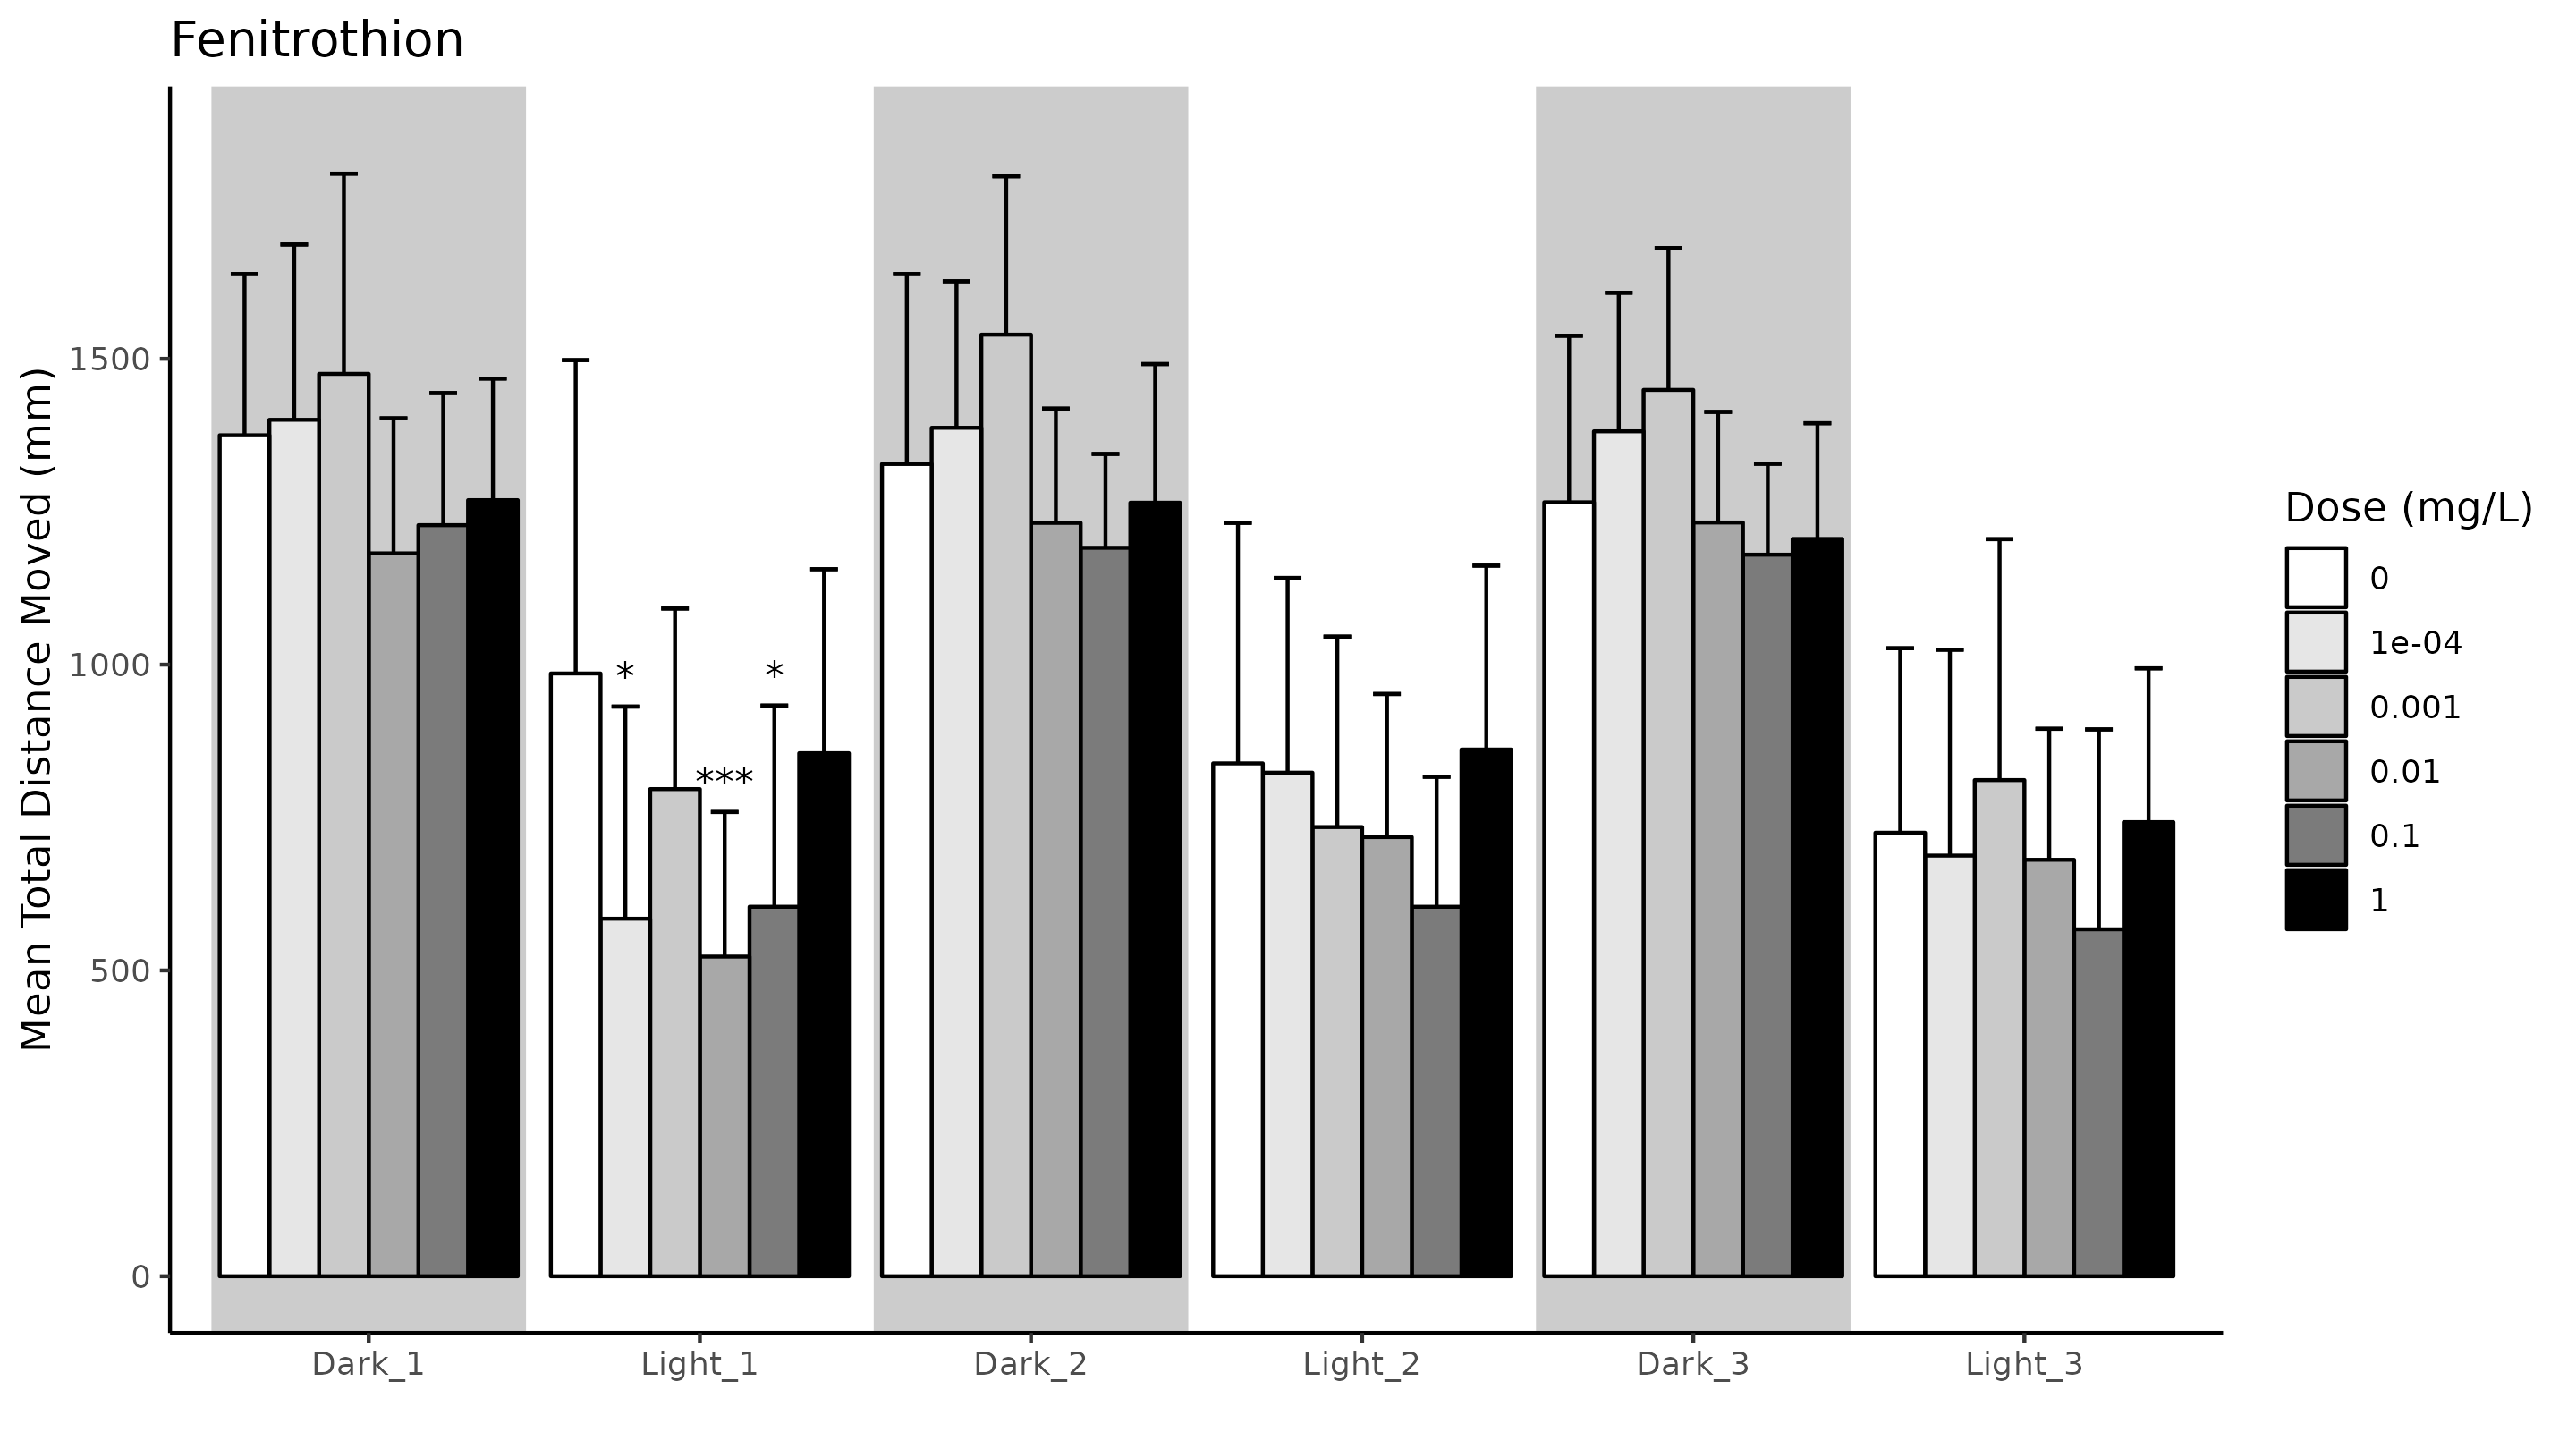 Fenitrothion
Mean Total Distance Moved (mm)
1500
1000
500
0
*
***
*
Dark_1
Light_1
Dark_2
Light_2
Dark_3
Light_3
Dose (mg/L)
0
1e-04
0.001
0.01
0.1
1